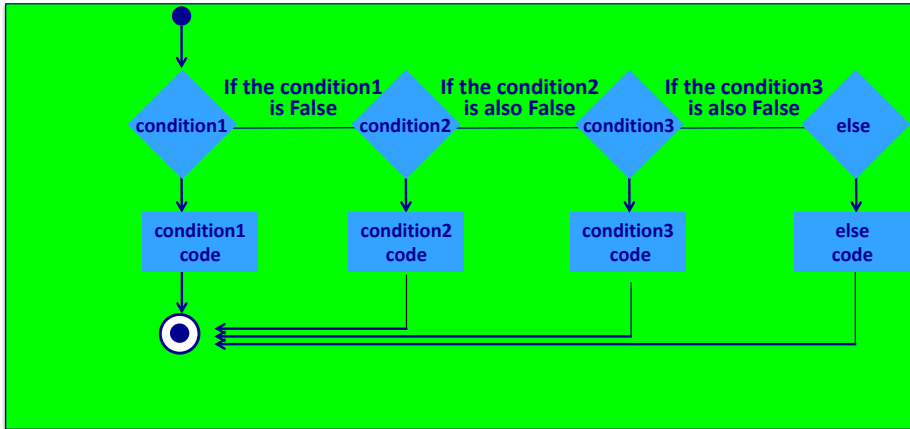 If the condition1
is False
If the condition2
is also False
If the condition3
is also False
condition1
condition2
condition3
else
condition1
code
condition2
code
condition3
code
else
code